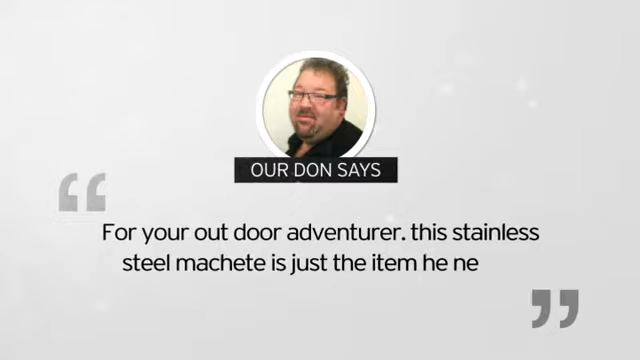 OUR DON SAYS
For your out door adventurer. this stainless
steel machete is just the item he ne